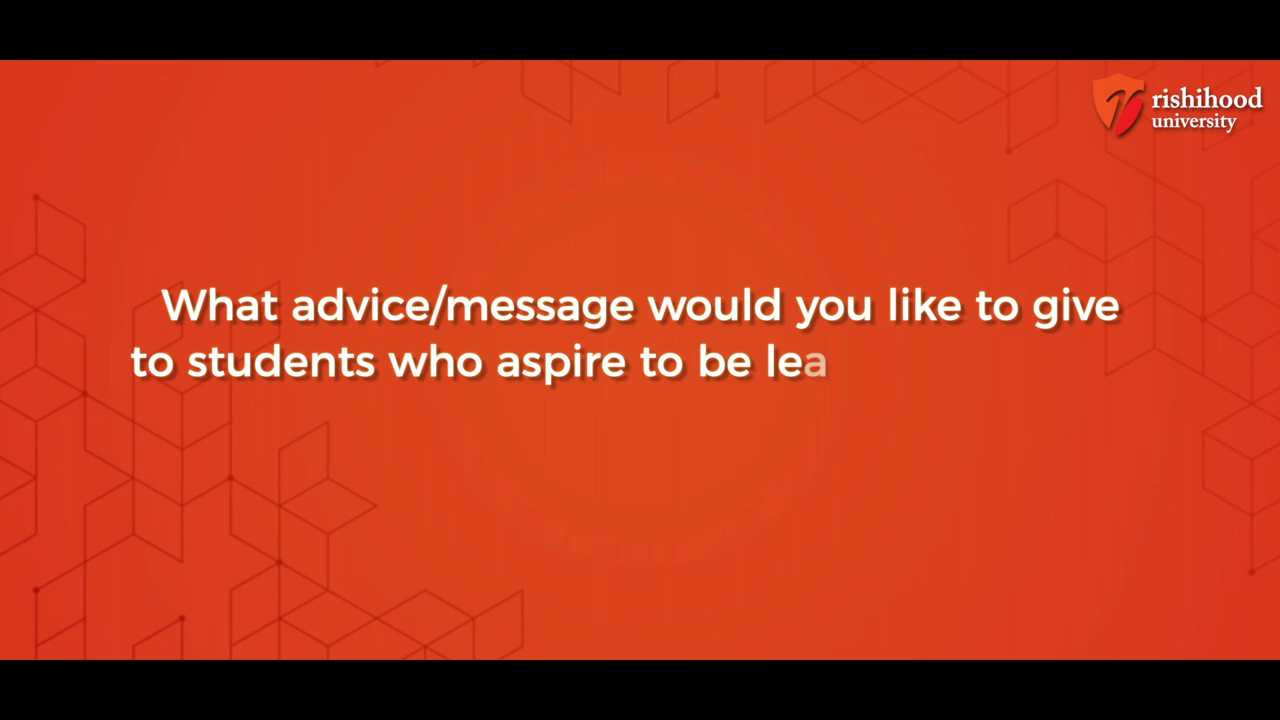 rishihood
university
What advice/message would you like to give
to students who aspire to be lea